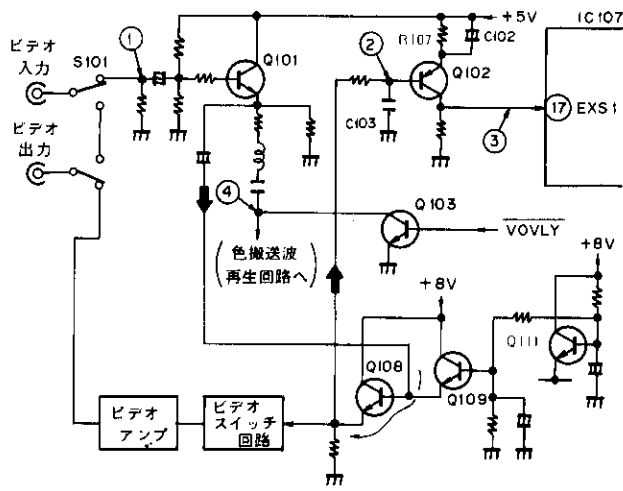 +5V
IC107
ビデオ
入力
S101
①
Q101
R107
C102
②
Q102
C103
⑰ EXS1
③
ビデオ
出力
④
Q103
VOVLY
(色搬送波
再生回路へ)
+8V
+8V
Q111
Q108
Q109
ビデオ
アンプ
ビデオ
スイッチ
回路